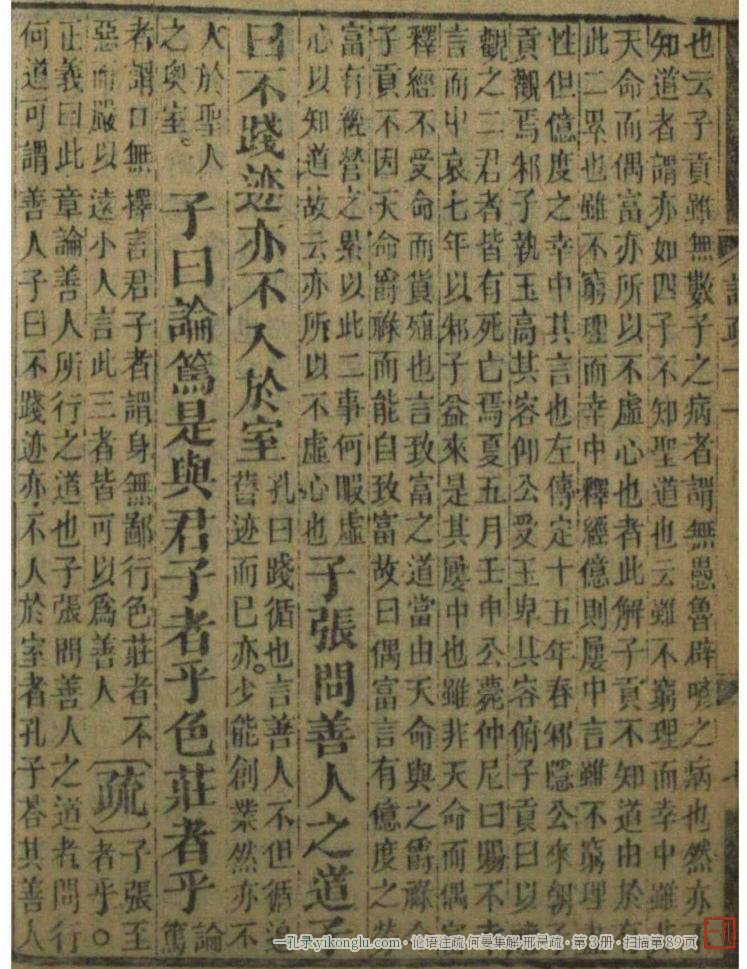 也云子貢雖無數子之病者謂無愚魯辟喭之病也然亦
知道者謂亦如四子不知聖道也云雖不窮理而幸中雖
天命而偶富亦所以不虛心也者此解子貢不知道由於
此二累也雖不窮理而幸中釋經億則屢中言雖不窮理
性但億度之幸中其言也左傳定十五年春邾隱公來朝
貢觀焉邾子執玉高其容仰公受玉卑其容俯子貢曰以
觀之二君者皆有死亡焉夏五月壬申公薨仲尼曰賜不幸
言而中哀七年以邾子益來是其屢中也雖非天命而偶富
釋經不受命而貨殖也言致富之道當由天命與之爵祿
子貢不因天命爵祿而能自致富故曰偶富言有億度之勞
富有經營之累以此二事何暇虛
心以知道故云亦所以不虛心也
子張問善人之道子
曰不踐迹亦不入於室
孔曰踐循也言善人不但循追
舊迹而已亦少能創業然亦不
入於聖人
之奧室
子曰論篤是與君子者乎色莊者乎
論
篤
者謂口無擇言君子者謂身無鄙行色莊者不
惡而嚴以遠小人言此三者皆可以為善人
疏
子張至
者乎○
正義曰此章論善人所行之道也子張問善人之道者問行
何道可謂善人子曰不踐迹亦不入於室者孔子荅其善人
一孔录yikonglu.com·论语注疏.何晏集解.邢昺疏·第3册·扫描第89页